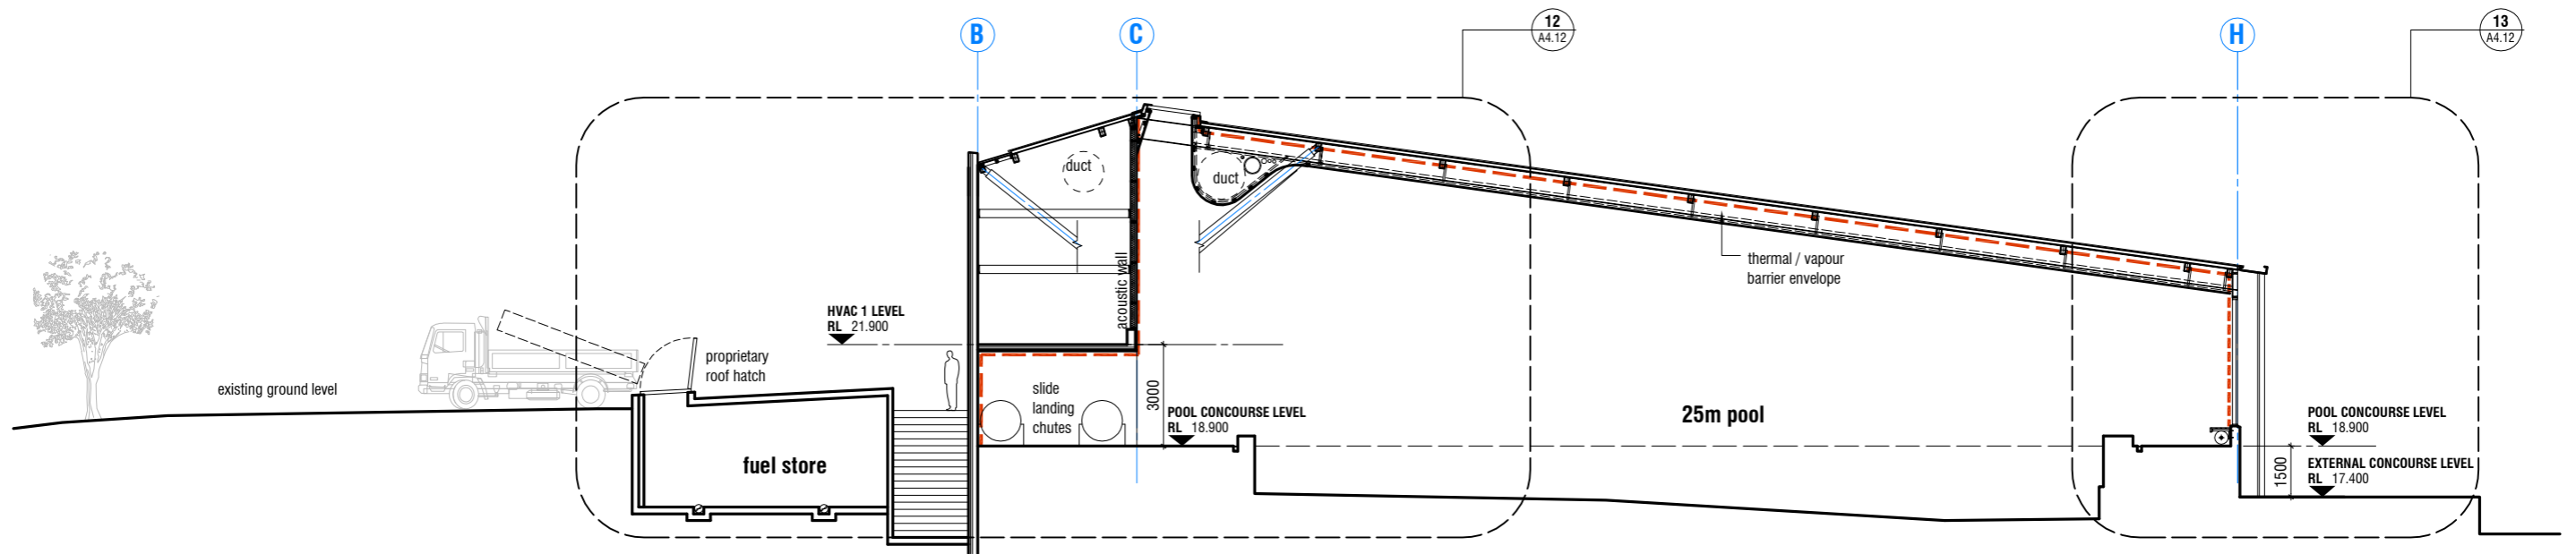 B
C
12
A4.12
H
13
A4.12
duct
duct
acoustic wall
thermal / vapour
barrier envelope
HVAC 1 LEVEL
RL 21.900
proprietary
roof hatch
existing ground level
slide
landing
chutes
3000
POOL CONCOURSE LEVEL
RL 18.900
25m pool
POOL CONCOURSE LEVEL
RL 18.900
fuel store
1500
EXTERNAL CONCOURSE LEVEL
RL 17.400